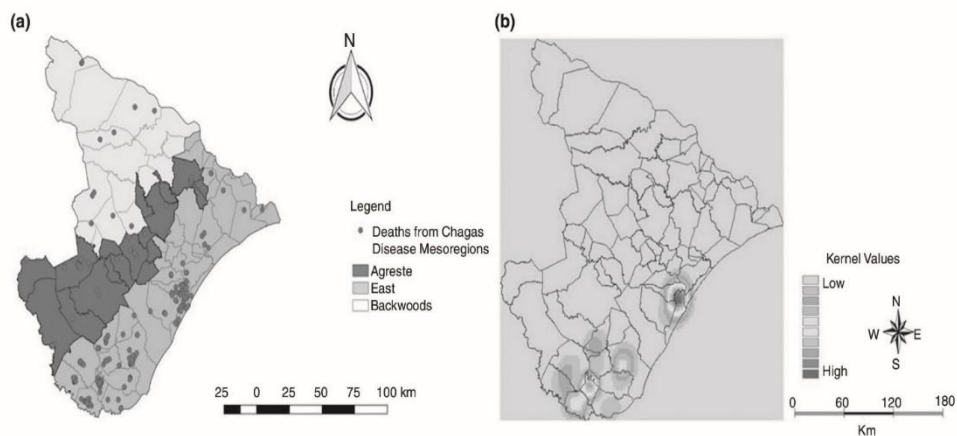 (a)
N
Legend
Deaths from Chagas
Disease Mesoregions
Agreste
East
Backwoods
25 0 25 50 75 100 km
(b)
Kernel Values
Low
High
N
W E
S
0 60 120 180
Km